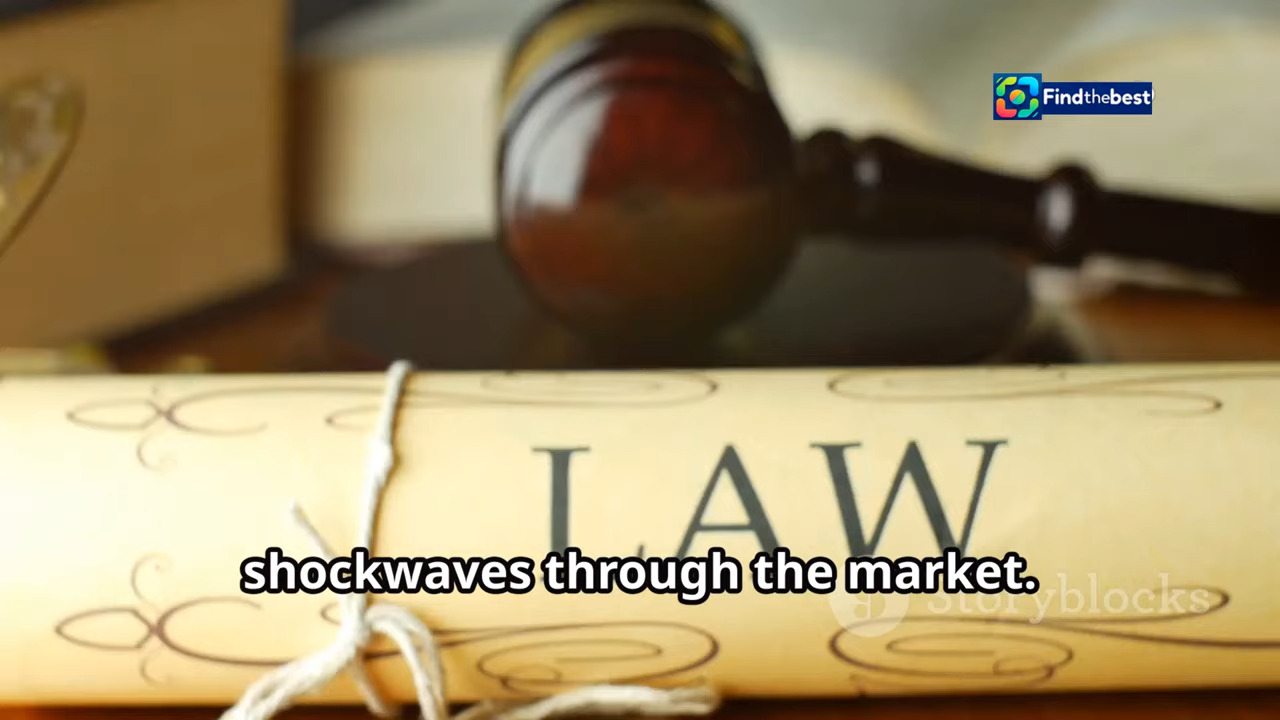 Findthebest
LAW
shockwaves through the market.
Storyblocks